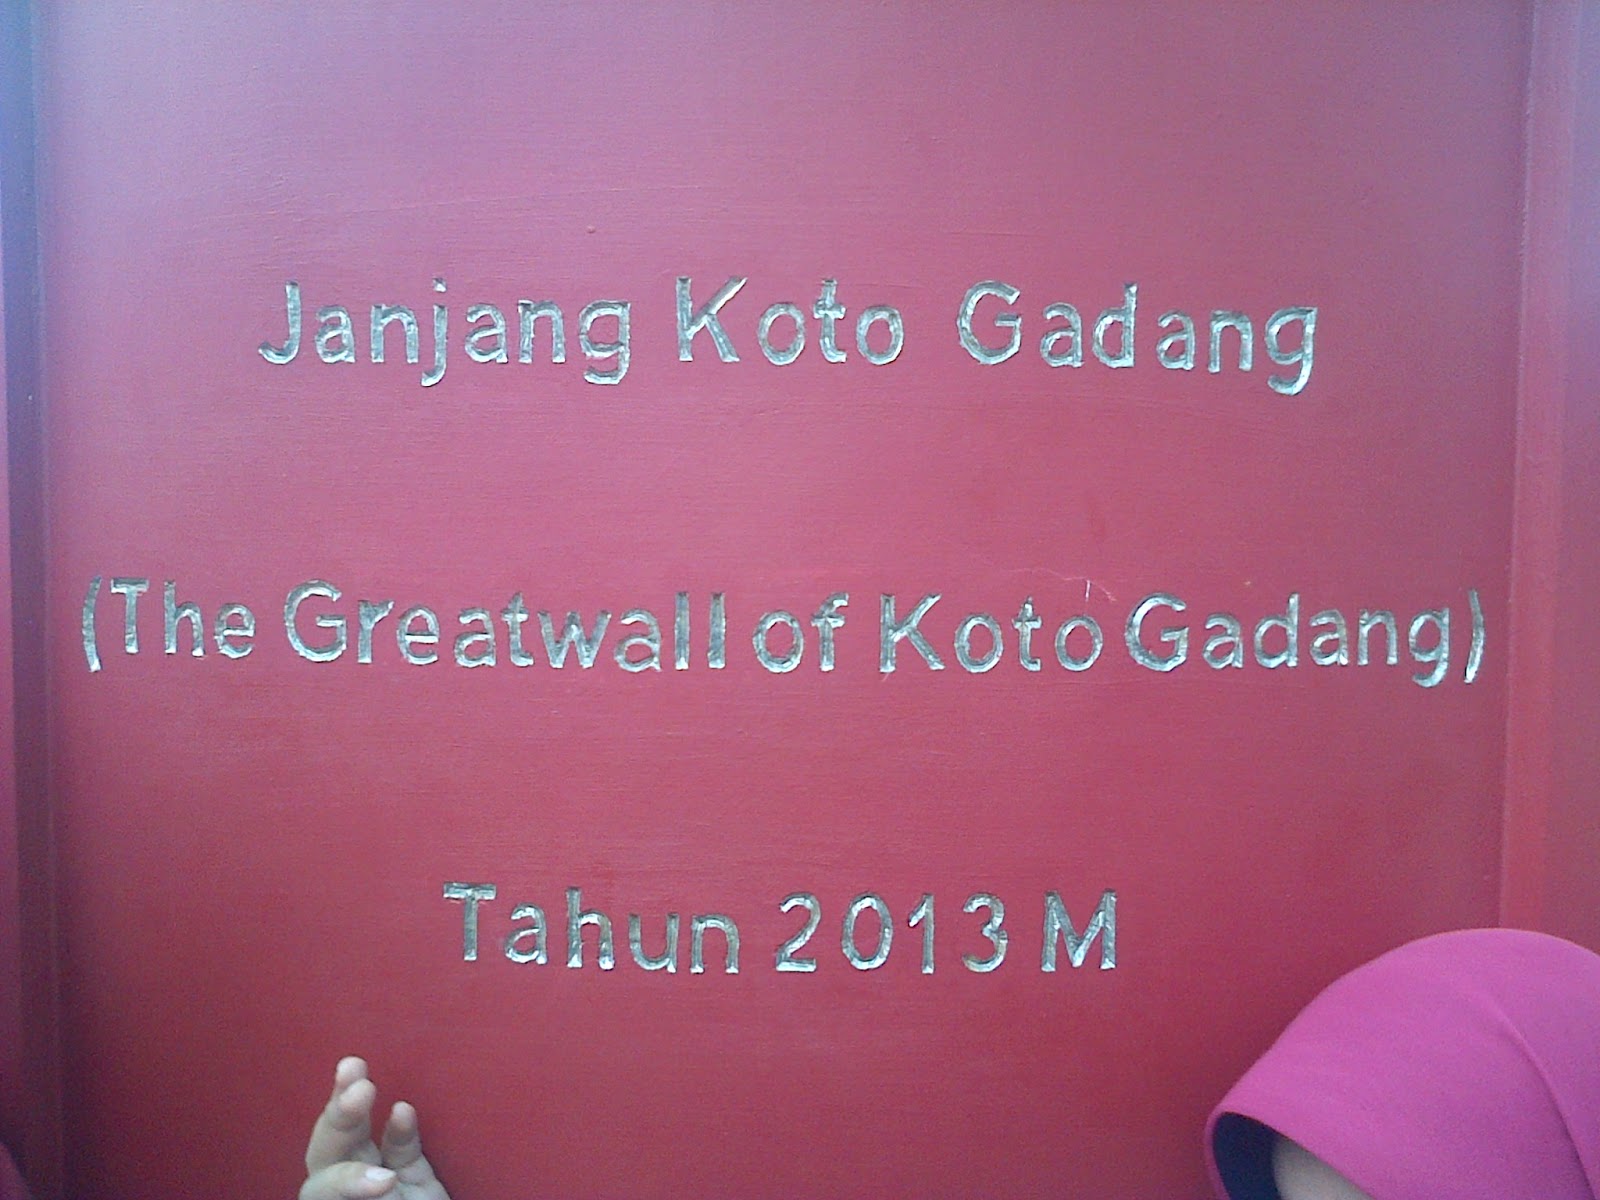 Janjang Koto Gadang
(The Greatwall of Koto Gadang)
Tahun 2013 M